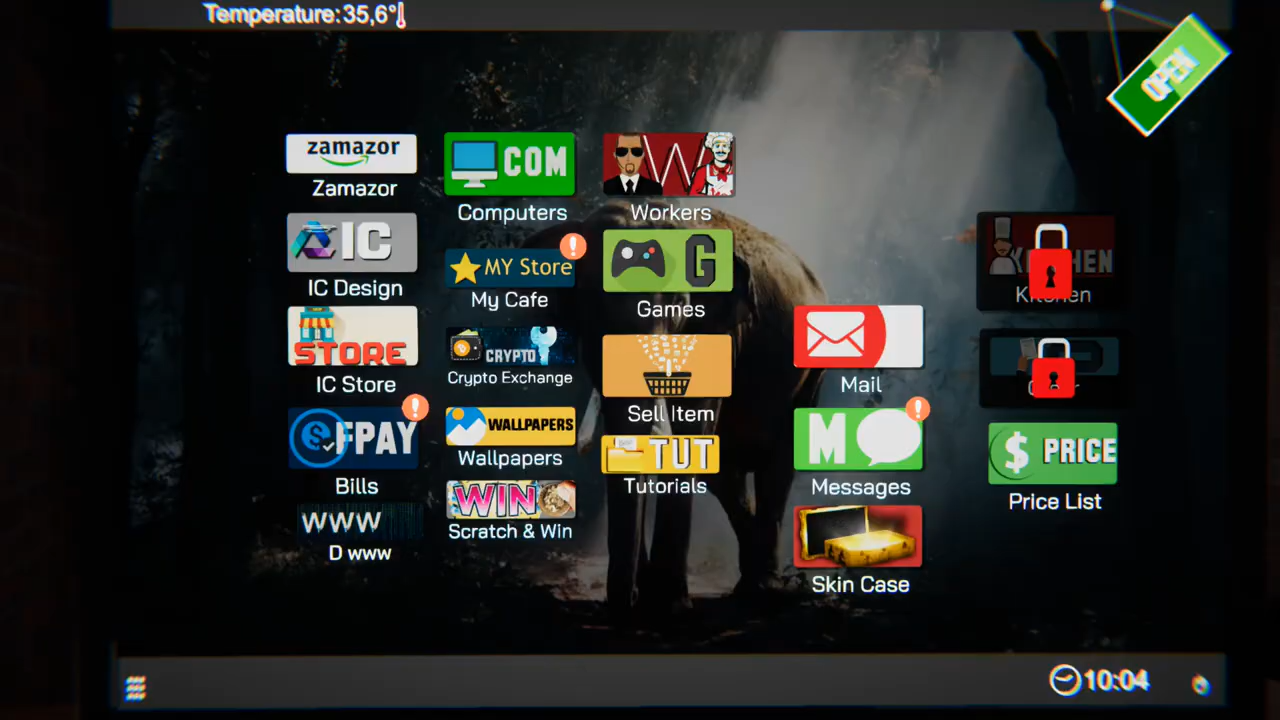 Temperature: 35,6°
OPEN
zamazor
Zamazor
COM
Computers
W
Workers
IC
IC Design
MY Store
My Cafe
G
Games
KITCHEN
Kitchen
STORE
IC Store
CRYPTO
Crypto Exchange
Sell Item
Mail
FPAY
Bills
WALLPAPERS
Wallpapers
TUT
Tutorials
M
Messages
$ PRICE
Price List
WWW
D www
WIN
Scratch & Win
Skin Case
10:04